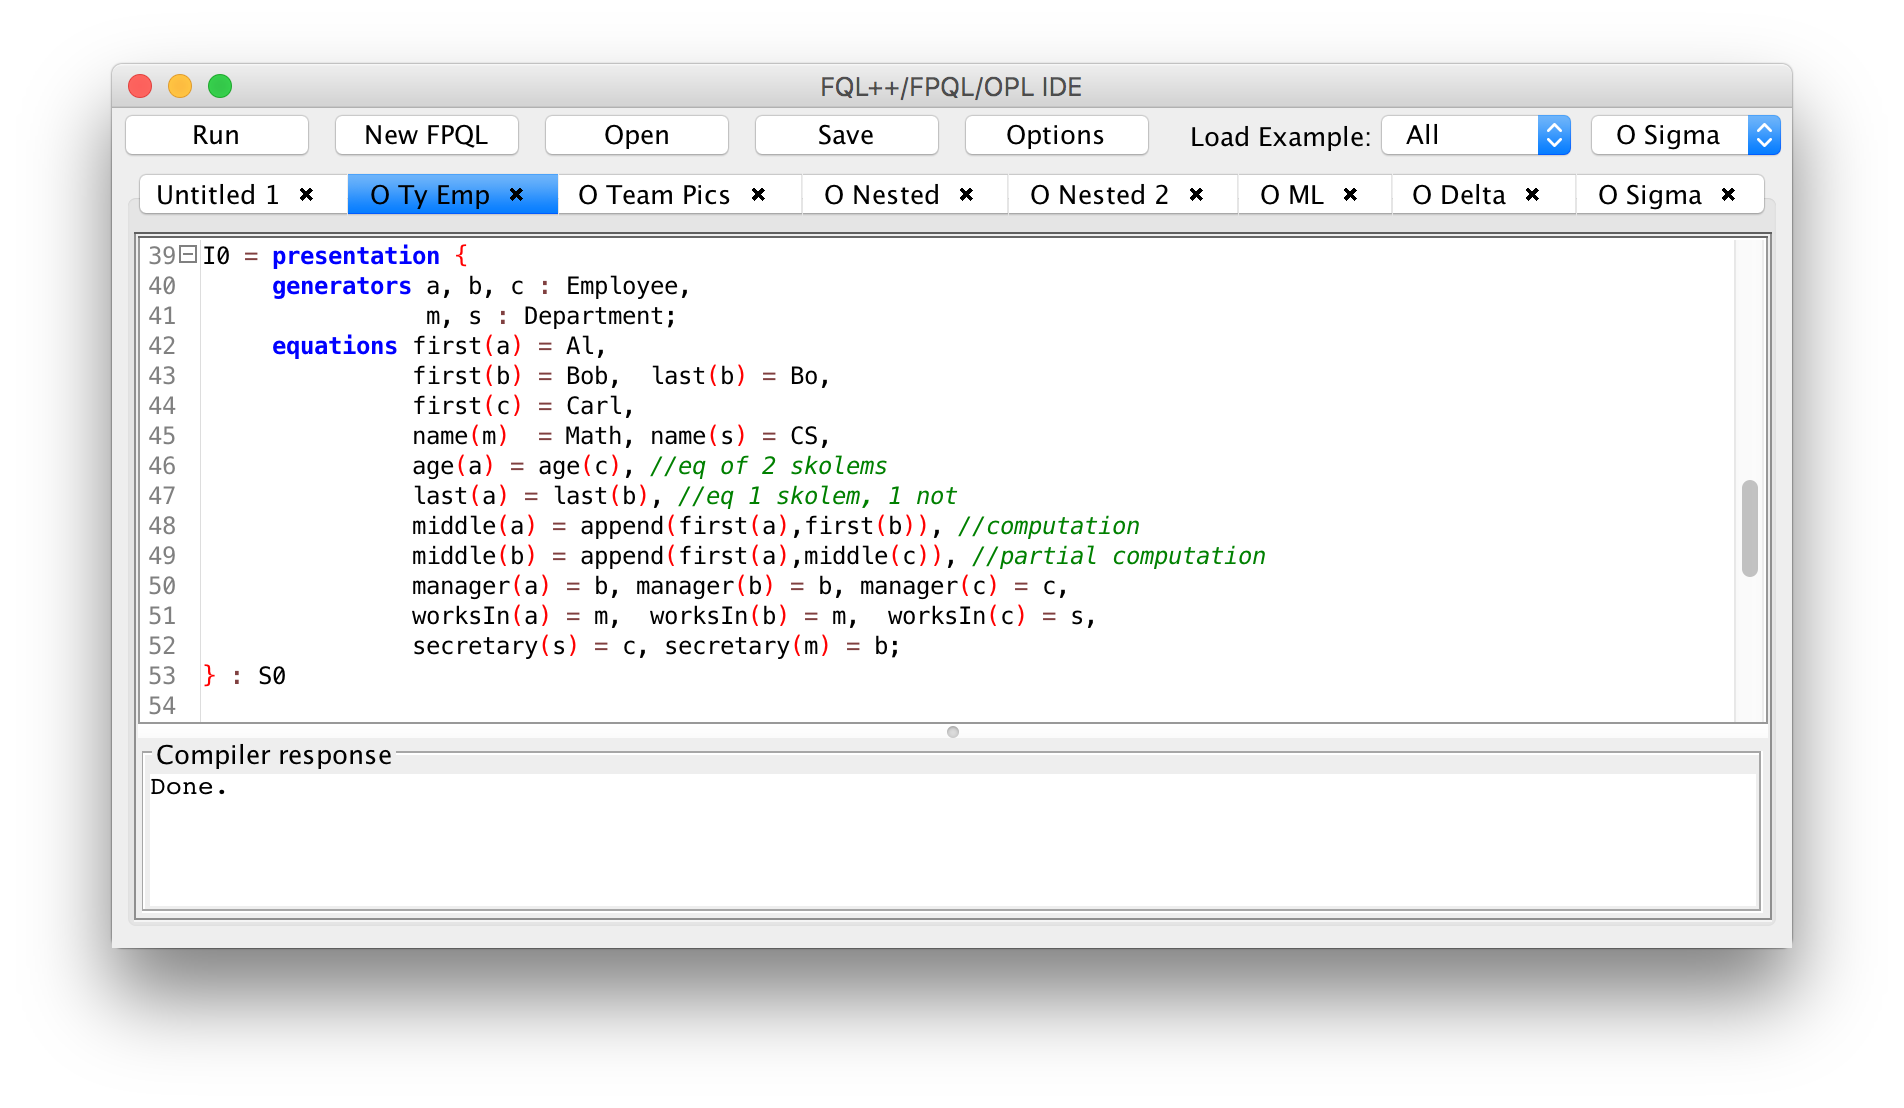 FQL++/FPQL/OPL IDE
Run New FPQL Open Save Options Load Example: All O Sigma
Untitled 1 ✖ O Ty Emp ✖ O Team Pics ✖ O Nested ✖ O Nested 2 ✖ O ML ✖ O Delta ✖ O Sigma ✖
39 I0 = presentation {
40 generators a, b, c : Employee,
41 m, s : Department;
42 equations first(a) = Al,
43 first(b) = Bob, last(b) = Bo,
44 first(c) = Carl,
45 name(m) = Math, name(s) = CS,
46 age(a) = age(c), //eq of 2 skolems
47 last(a) = last(b), //eq 1 skolem, 1 not
48 middle(a) = append(first(a),first(b)), //computation
49 middle(b) = append(first(a),middle(c)), //partial computation
50 manager(a) = b, manager(b) = b, manager(c) = c,
51 worksIn(a) = m, worksIn(b) = m, worksIn(c) = s,
52 secretary(s) = c, secretary(m) = b;
53 } : S0
54
Compiler response
Done.